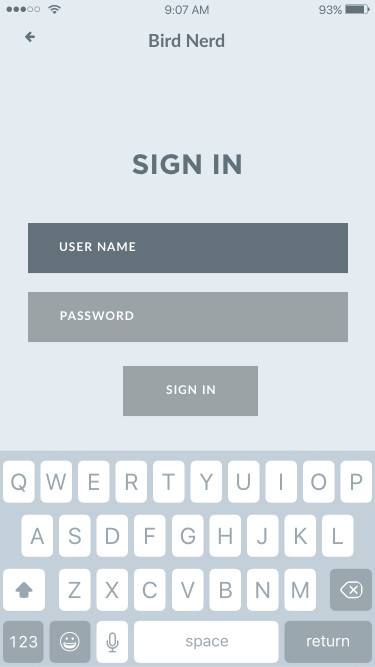 9:07 AM 93%
Bird Nerd
SIGN IN
USER NAME
PASSWORD
SIGN IN
Q W E R T Y U I O P
A S D F G H J K L
Z X C V B N M
123 space return